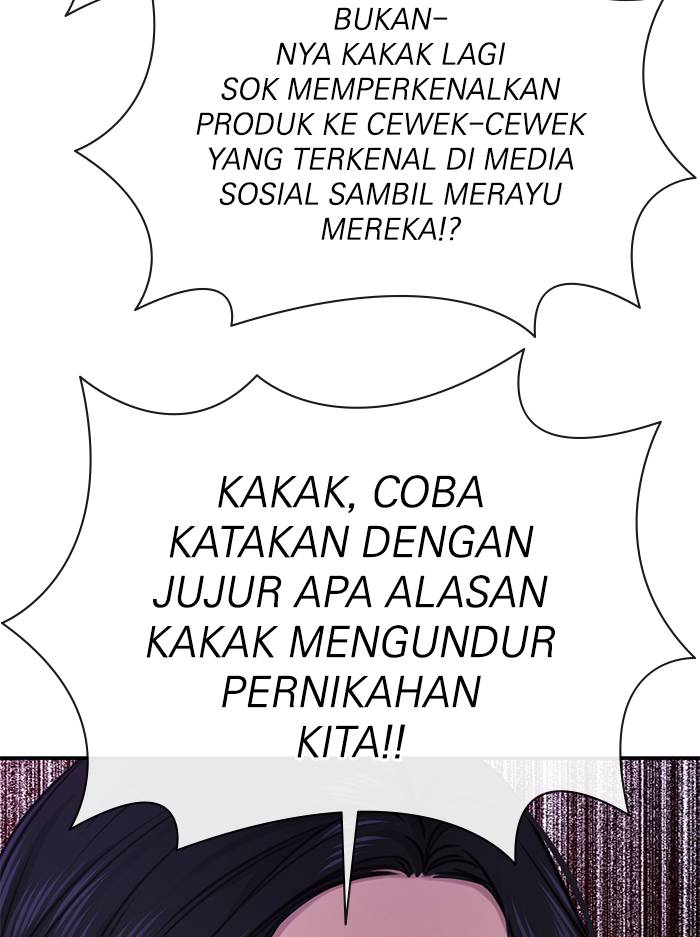 BUKAN-
NYA KAKAK LAGI
SOK MEMPERKENALKAN
PRODUK KE CEWEK-CEWEK
YANG TERKENAL DI MEDIA
SOSIAL SAMBIL MERAYU
MEREKA!?
KAKAK, COBA
KATAKAN DENGAN
JUJUR APA ALASAN
KAKAK MENGUNDUR
PERNIKAHAN
KITA!!